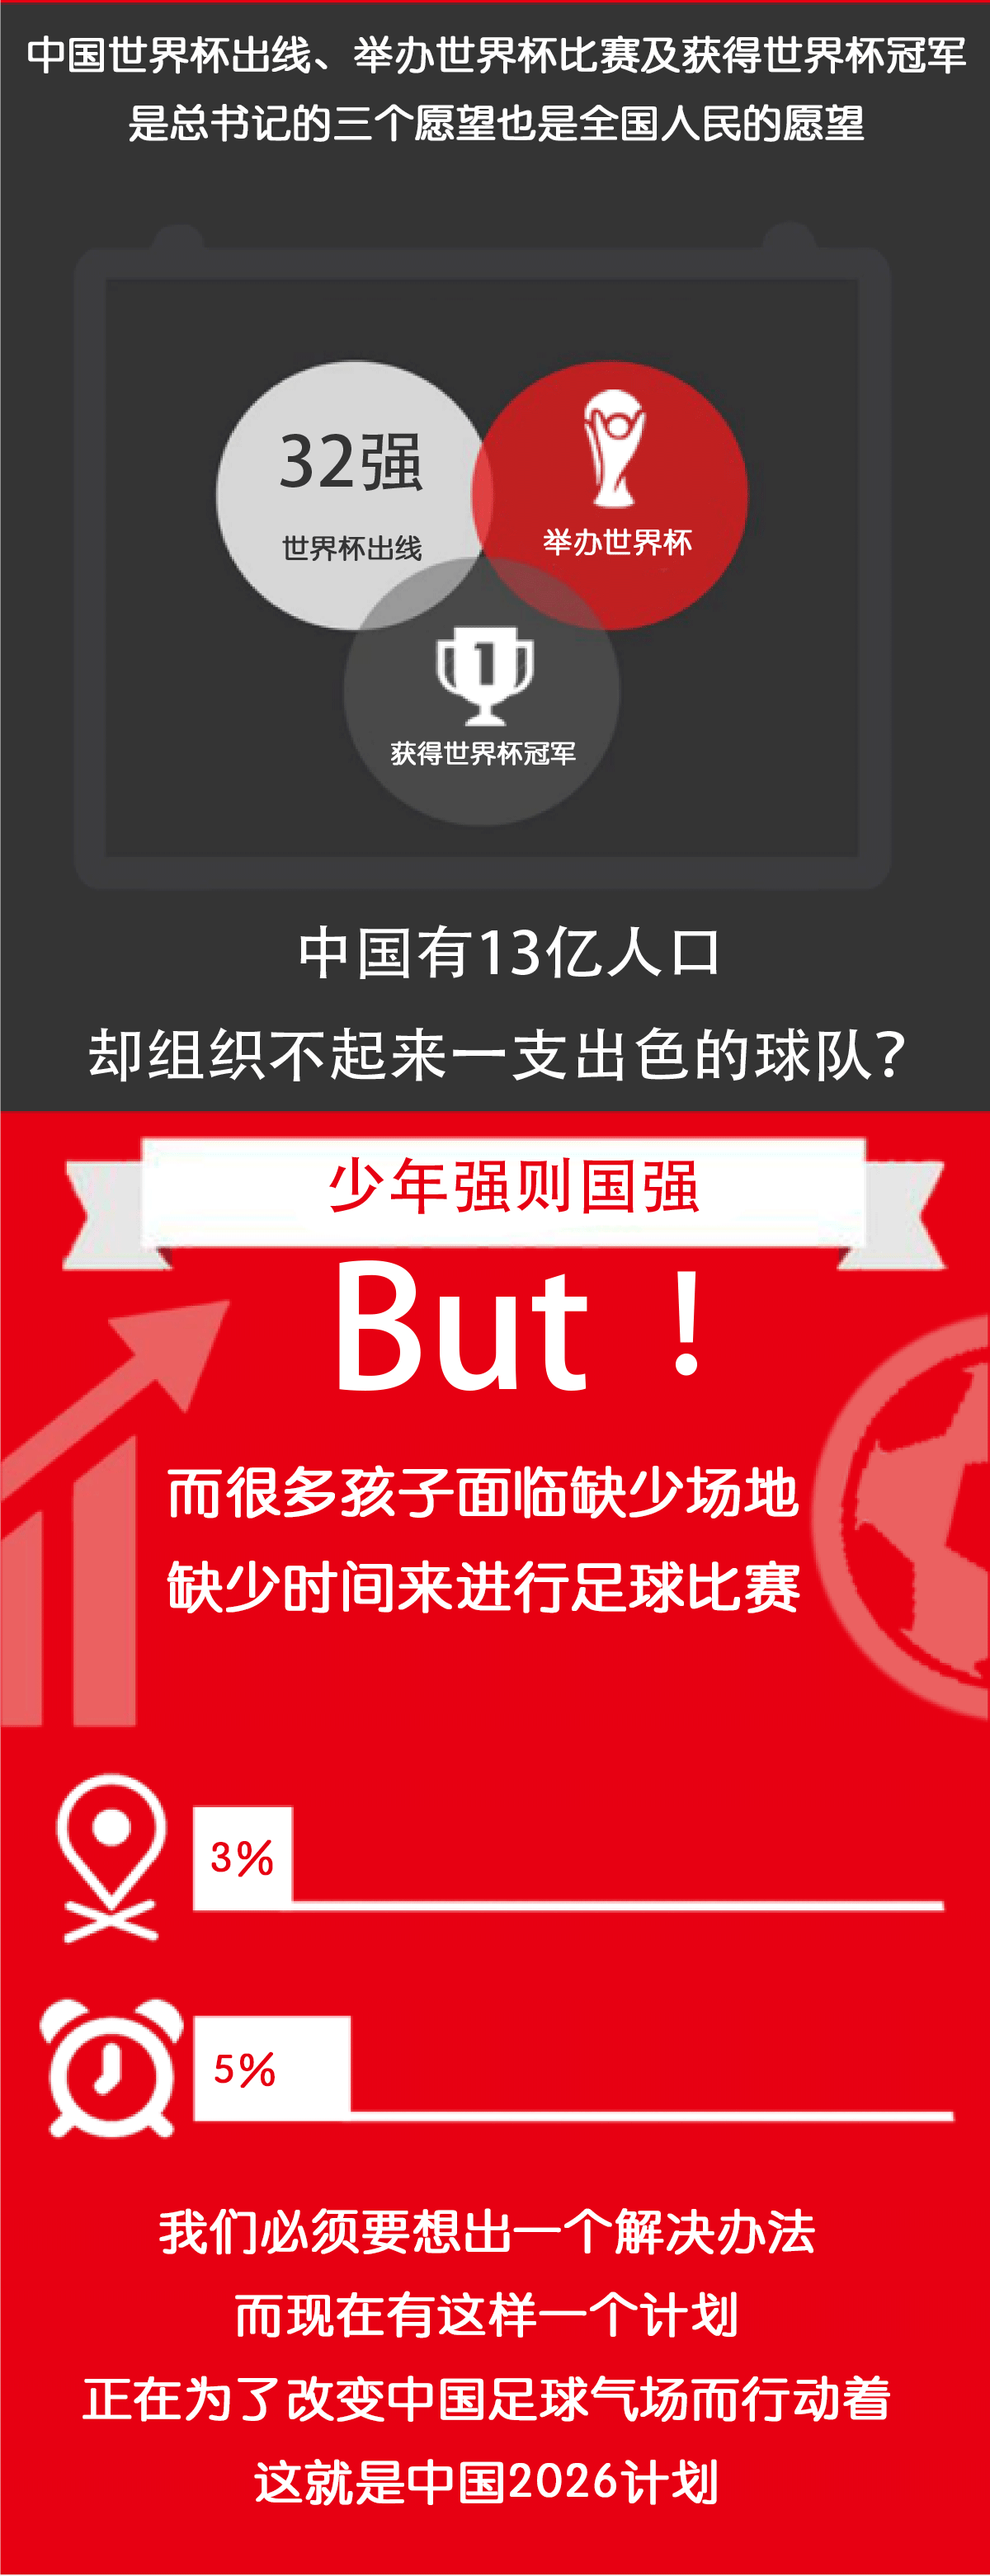 中国世界杯出线、举办世界杯比赛及获得世界杯冠军
是总书记的三个愿望也是全国人民的愿望
32强
世界杯出线
举办世界杯
1
获得世界杯冠军
中国有13亿人口
却组织不起来一支出色的球队?
少年强则国强
But !
而很多孩子面临缺少场地
缺少时间来进行足球比赛
3%
5%
我们必须要想出一个解决办法
而现在有这样一个计划
正在为了改变中国足球气场而行动着
这就是中国2026计划